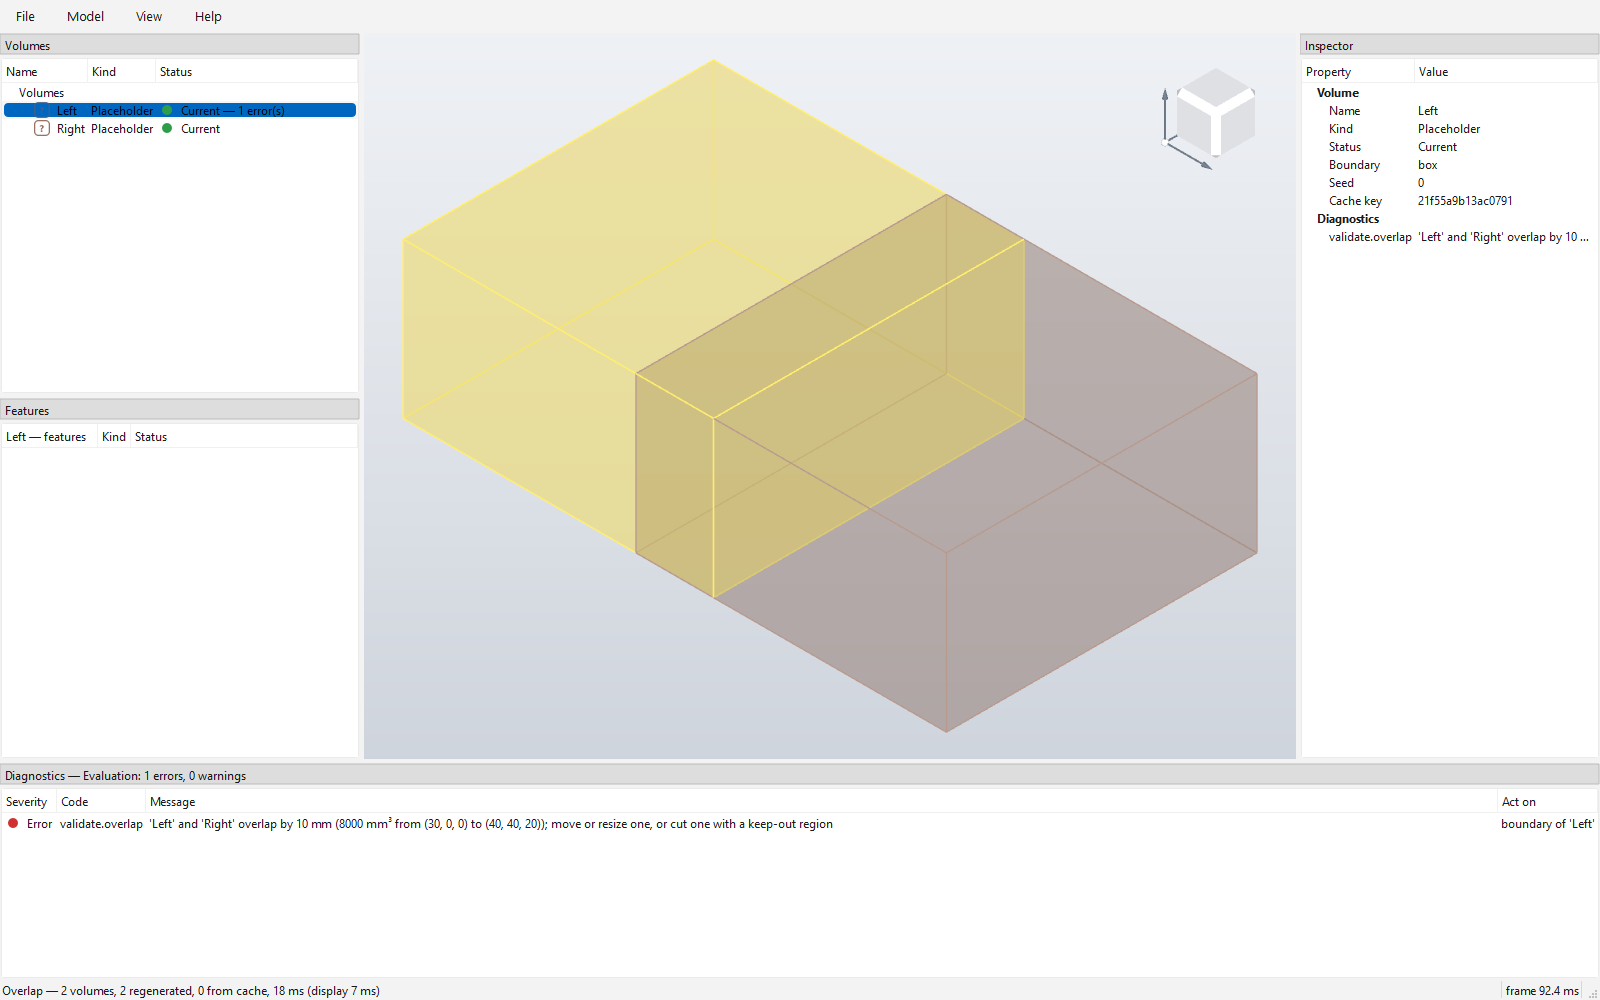 File Model View Help
Volumes
Name Kind Status
Volumes
Left Placeholder Current — 1 error(s)
? Right Placeholder Current
Features
Left — features Kind Status
Inspector
Property Value
Volume
Name Left
Kind Placeholder
Status Current
Boundary box
Seed 0
Cache key 21f55a9b13ac0791
Diagnostics
validate.overlap 'Left' and 'Right' overlap by 10 ...
Diagnostics — Evaluation: 1 errors, 0 warnings
Severity Code Message Act on
Error validate.overlap 'Left' and 'Right' overlap by 10 mm (8000 mm³ from (30, 0, 0) to (40, 40, 20)); move or resize one, or cut one with a keep-out region boundary of 'Left'
Overlap — 2 volumes, 2 regenerated, 0 from cache, 18 ms (display 7 ms) frame 92.4 ms